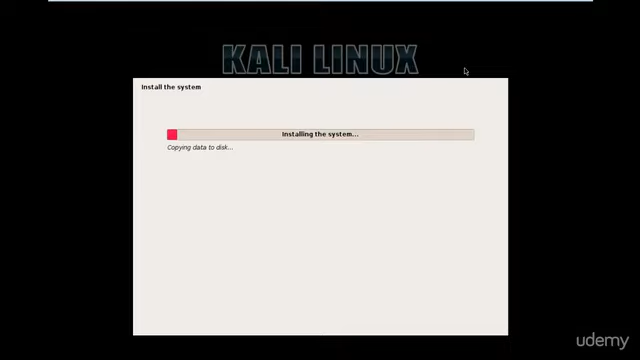 KALI LINUX
Install the system
Installing the system...
Copying data to disk...
udemy